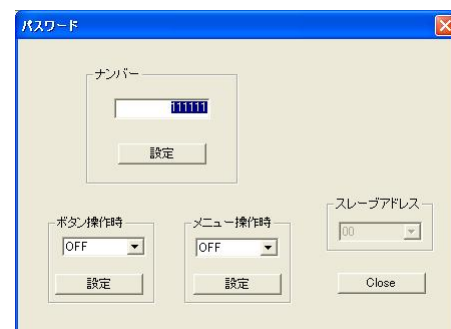 パスワード
ナンバー
111111
設定
スレーブアドレス
00
ボタン操作時
OFF
設定
メニュー操作時
OFF
設定
Close